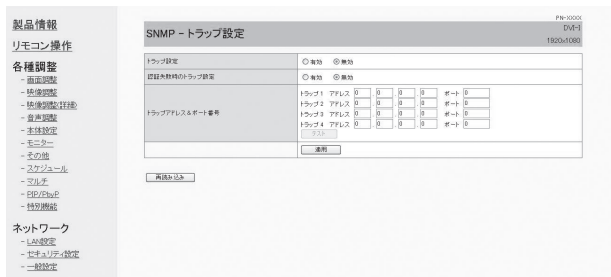 製品情報
リモコン操作
各種調整
- 画面調整
- 映像調整
- 映像調整(詳細)
- 音声調整
- 本体設定
- モニター
- その他
- スケジュール
- マルチ
- PIP/PbyP
- 特別機能
ネットワーク
- LAN設定
- セキュリティ設定
- 一般設定
PN-XXXX
SNMP - トラップ設定
DVI-I
1920x1080
トラップ設定 有効 無効
認証失敗時のトラップ設定 有効 無効
トラップアドレス&ポート番号
トラップ1 アドレス 0 . 0 . 0 . 0 ポート 0
トラップ2 アドレス 0 . 0 . 0 . 0 ポート 0
トラップ3 アドレス 0 . 0 . 0 . 0 ポート 0
トラップ4 アドレス 0 . 0 . 0 . 0 ポート 0
テスト
適用
再読み込み